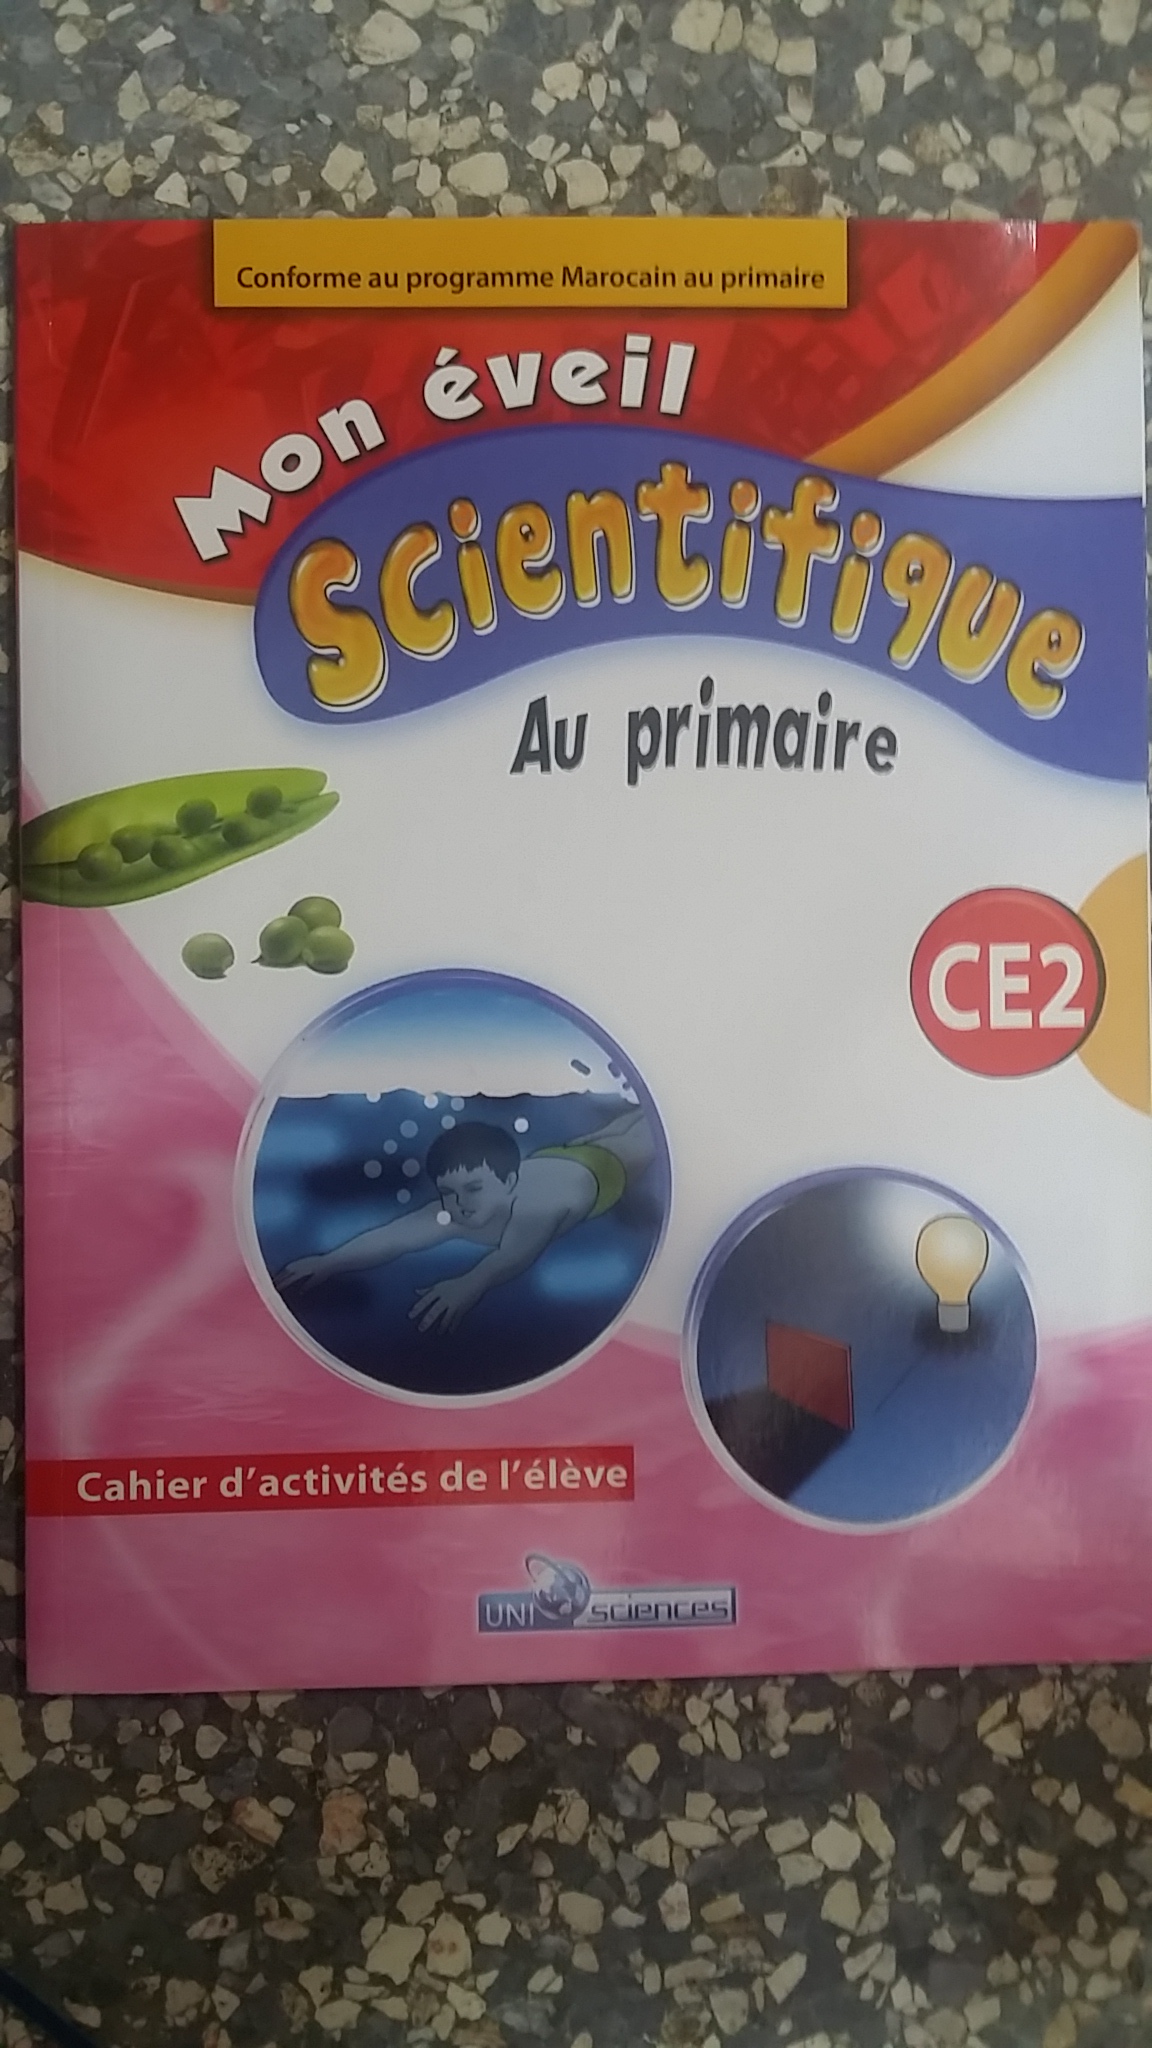 Conforme au programme Marocain au primaire
Mon éveil
Scientifique
Au primaire
CE2
Cahier d'activités de l'élève
UNI sciences